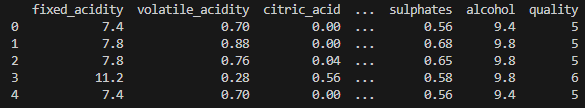 fixed_acidity volatile_acidity citric_acid ... sulphates alcohol quality
0 7.4 0.70 0.00 ... 0.56 9.4 5
1 7.8 0.88 0.00 ... 0.68 9.8 5
2 7.8 0.76 0.04 ... 0.65 9.8 5
3 11.2 0.28 0.56 ... 0.58 9.8 6
4 7.4 0.70 0.00 ... 0.56 9.4 5